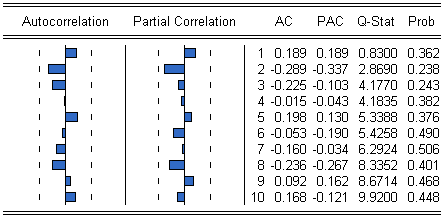 Autocorrelation Partial Correlation AC PAC Q-Stat Prob
1 0.189 0.189 0.8300 0.362
2 -0.289 -0.337 2.8690 0.238
3 -0.225 -0.103 4.1770 0.243
4 -0.015 -0.043 4.1835 0.382
5 0.198 0.130 5.3388 0.376
6 -0.053 -0.190 5.4258 0.490
7 -0.160 -0.034 6.2924 0.506
8 -0.236 -0.267 8.3352 0.401
9 0.092 0.162 8.6714 0.468
10 0.168 -0.121 9.9200 0.448